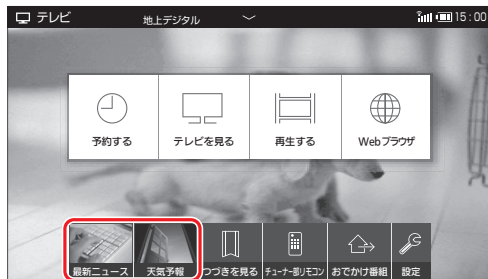 テレビ 地上デジタル 15:00
予約する テレビを見る 再生する Webブラウザ
最新ニュース 天気予報 つづきを見る チューナー部リモコン おでかけ番組 設定